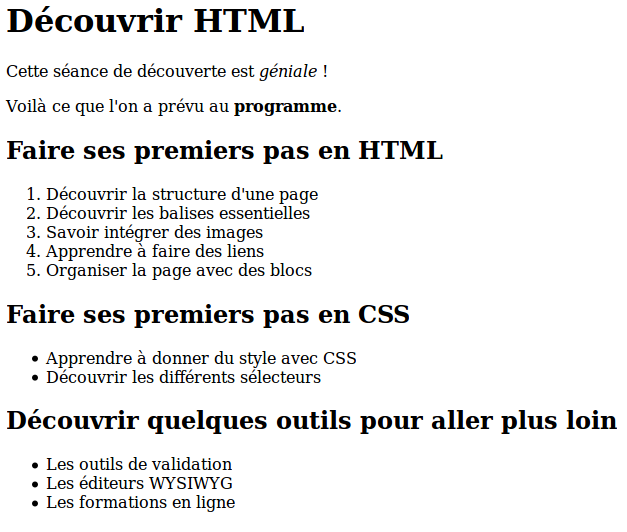 Découvrir HTML
Cette séance de découverte est géniale !
Voilà ce que l'on a prévu au programme.
Faire ses premiers pas en HTML
1. Découvrir la structure d'une page
2. Découvrir les balises essentielles
3. Savoir intégrer des images
4. Apprendre à faire des liens
5. Organiser la page avec des blocs
Faire ses premiers pas en CSS
• Apprendre à donner du style avec CSS
• Découvrir les différents sélecteurs
Découvrir quelques outils pour aller plus loin
• Les outils de validation
• Les éditeurs WYSIWYG
• Les formations en ligne